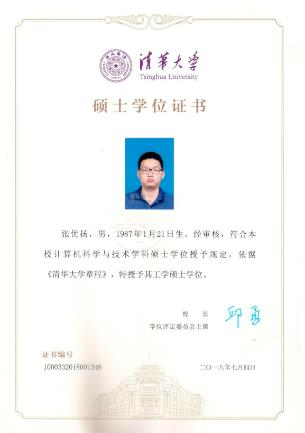 清华大学
Tsinghua University
硕士学位证书
张优扬，男，1987年1月21日生。经审核，符合本
校计算机科学与技术学科硕士学位授予规定，依据
《清华大学章程》，特授予其工学硕士学位。
校 长
学位评定委员会主席
邱勇
证书编号
1000332018001346
二〇一八年七月四日